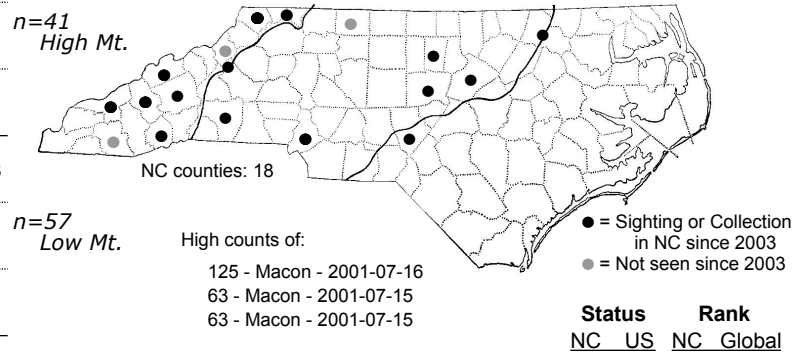 n=41
High Mt.
NC counties: 18
n=57
Low Mt.
High counts of:
125 - Macon - 2001-07-16
63 - Macon - 2001-07-15
63 - Macon - 2001-07-15
= Sighting or Collection
in NC since 2003
= Not seen since 2003
Status Rank
NC US NC Global